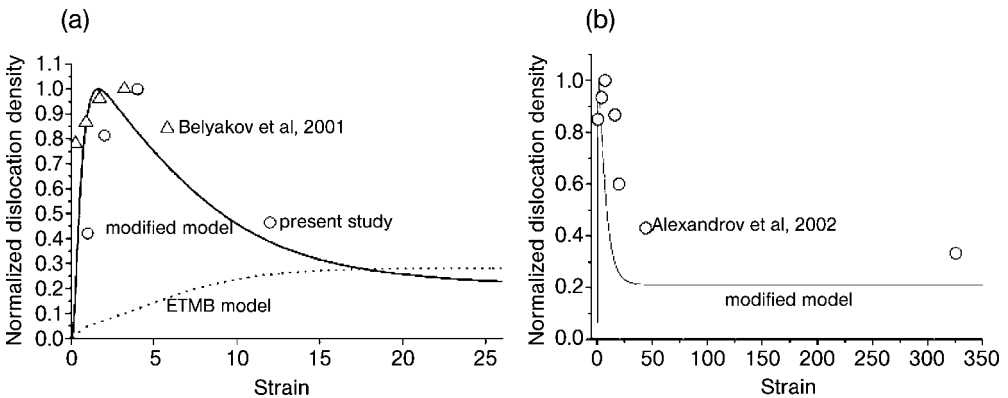 (a)
Normalized dislocation density
1.1
1.0
0.9
0.8
0.7
0.6
0.5
0.4
0.3
0.2
0.1
0.0
Belyakov et al, 2001
present study
modified model
ETMB model
0 5 10 15 20 25
Strain
(b)
Normalized dislocation density
1.0
0.8
0.6
0.4
0.2
0.0
Alexandrov et al, 2002
modified model
0 50 100 150 200 250 300 350
Strain